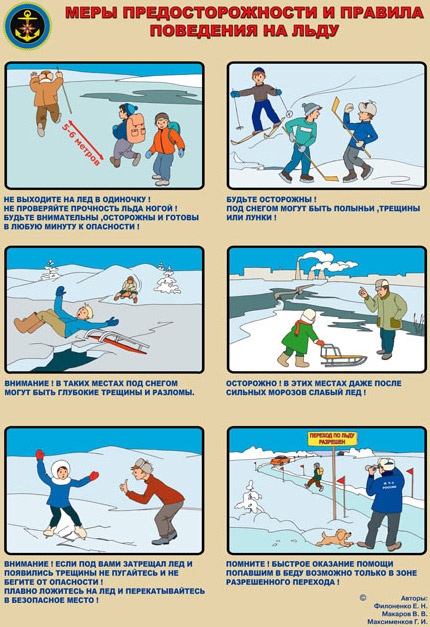 МЕРЫ ПРЕДОСТОРОЖНОСТИ И ПРАВИЛА
ПОВЕДЕНИЯ НА ЛЬДУ
5-6 метров
НЕ ВЫХОДИТЕ НА ЛЕД В ОДИНОЧКУ !
НЕ ПРОВЕРЯЙТЕ ПРОЧНОСТЬ ЛЬДА НОГОЙ !
БУДЬТЕ ВНИМАТЕЛЬНЫ ,ОСТОРОЖНЫ И ГОТОВЫ
В ЛЮБУЮ МИНУТУ К ОПАСНОСТИ !
БУДЬТЕ ОСТОРОЖНЫ !
ПОД СНЕГОМ МОГУТ БЫТЬ ПОЛЫНЬИ ,ТРЕЩИНЫ
ИЛИ ЛУНКИ !
ВНИМАНИЕ ! В ТАКИХ МЕСТАХ ПОД СНЕГОМ
МОГУТ БЫТЬ ГЛУБОКИЕ ТРЕЩИНЫ И РАЗЛОМЫ.
ОСТОРОЖНО ! В ЭТИХ МЕСТАХ ДАЖЕ ПОСЛЕ
СИЛЬНЫХ МОРОЗОВ СЛАБЫЙ ЛЕД !
ВНИМАНИЕ ! ЕСЛИ ПОД ВАМИ ЗАТРЕЩАЛ ЛЕД И
ПОЯВИЛИСЬ ТРЕЩИНЫ НЕ ПУГАЙТЕСЬ И НЕ
БЕГИТЕ ОТ ОПАСНОСТИ !
ПЛАВНО ЛОЖИТЕСЬ НА ЛЕД И ПЕРЕКАТЫВАЙТЕСЬ
В БЕЗОПАСНОЕ МЕСТО !
ПЕРЕХОД ПО ЛЬДУ
РАЗРЕШЕН
РОССИИ
ПОМНИТЕ ! БЫСТРОЕ ОКАЗАНИЕ ПОМОЩИ
ПОПАВШИМ В БЕДУ ВОЗМОЖНО ТОЛЬКО В ЗОНЕ
РАЗРЕШЕННОГО ПЕРЕХОДА !
© Авторы:
Филоненко Е. Н.
Макаров В. В.
Максименков Г. И.